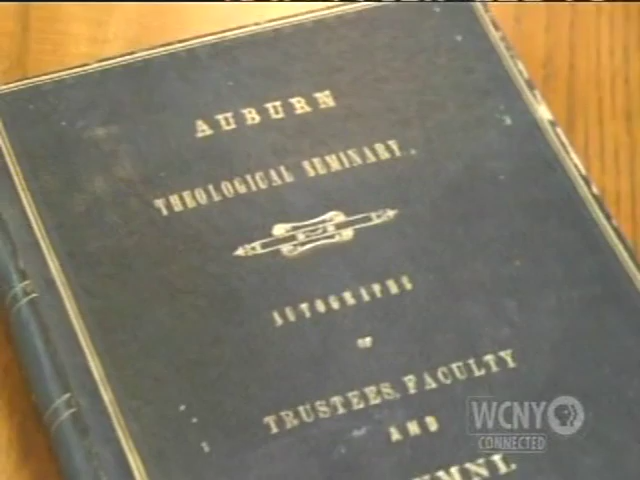 AUBURN
THEOLOGICAL SEMINARY.
AUTOGRAPHS
OF
TRUSTEES, FACULTY
AND
WCNY
CONNECTED